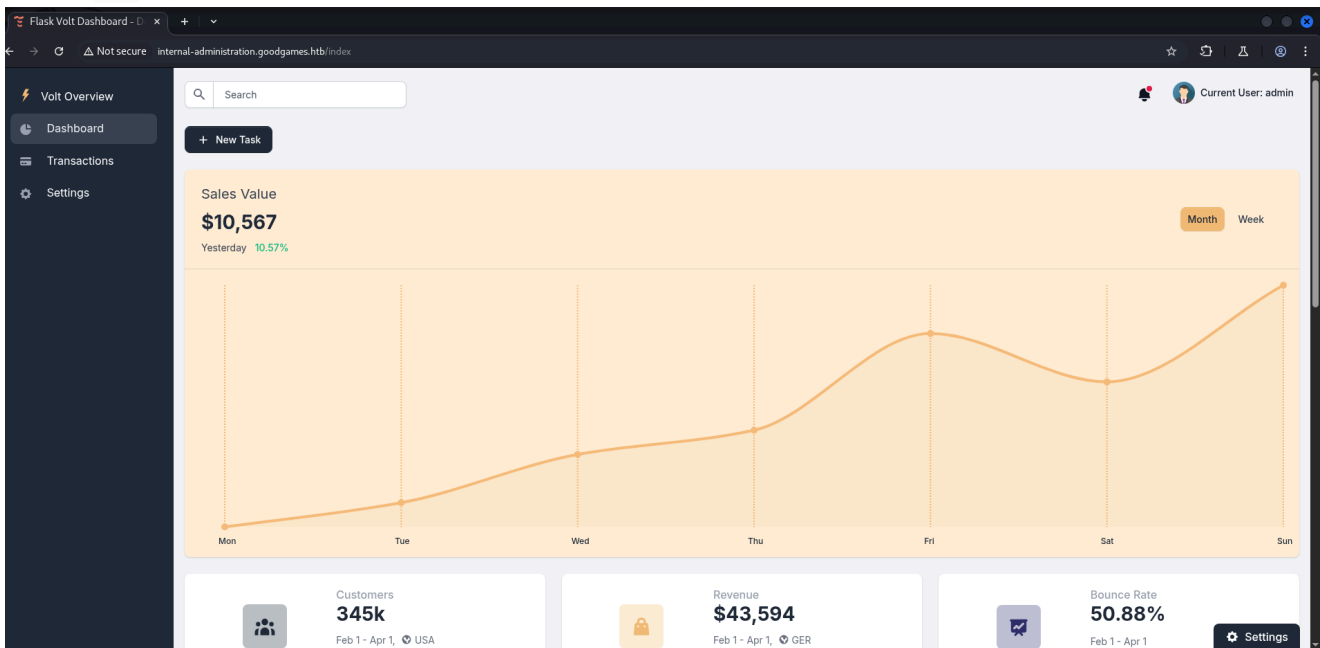 Flask Volt Dashboard - D
Not secure internal-administration.goodgames.htb/index
Volt Overview
Dashboard
Transactions
Settings
Search
Current User: admin
+ New Task
Sales Value
$10,567
Yesterday 10.57%
Month Week
Mon Tue Wed Thu Fri Sat Sun
Customers
345k
Feb 1 - Apr 1, USA
Revenue
$43,594
Feb 1 - Apr 1, GER
Bounce Rate
50.88%
Feb 1 - Apr 1
Settings